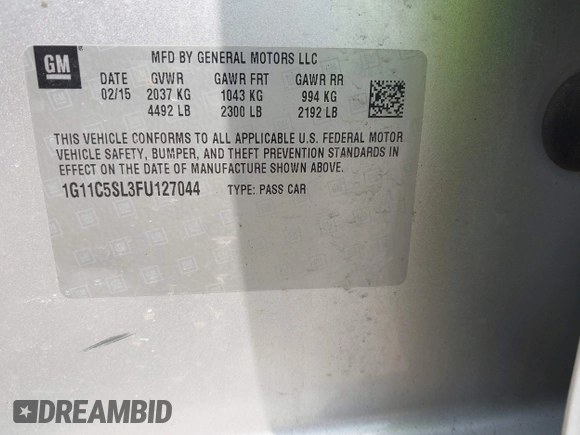 GM
MFD BY GENERAL MOTORS LLC
DATE GVWR GAWR FRT GAWR RR
02/15 2037 KG 1043 KG 994 KG
4492 LB 2300 LB 2192 LB
THIS VEHICLE CONFORMS TO ALL APPLICABLE U.S. FEDERAL MOTOR
VEHICLE SAFETY, BUMPER, AND THEFT PREVENTION STANDARDS IN
EFFECT ON THE DATE OF MANUFACTURE SHOWN ABOVE.
1G11C5SL3FU127044 TYPE: PASS CAR
DREAMBID